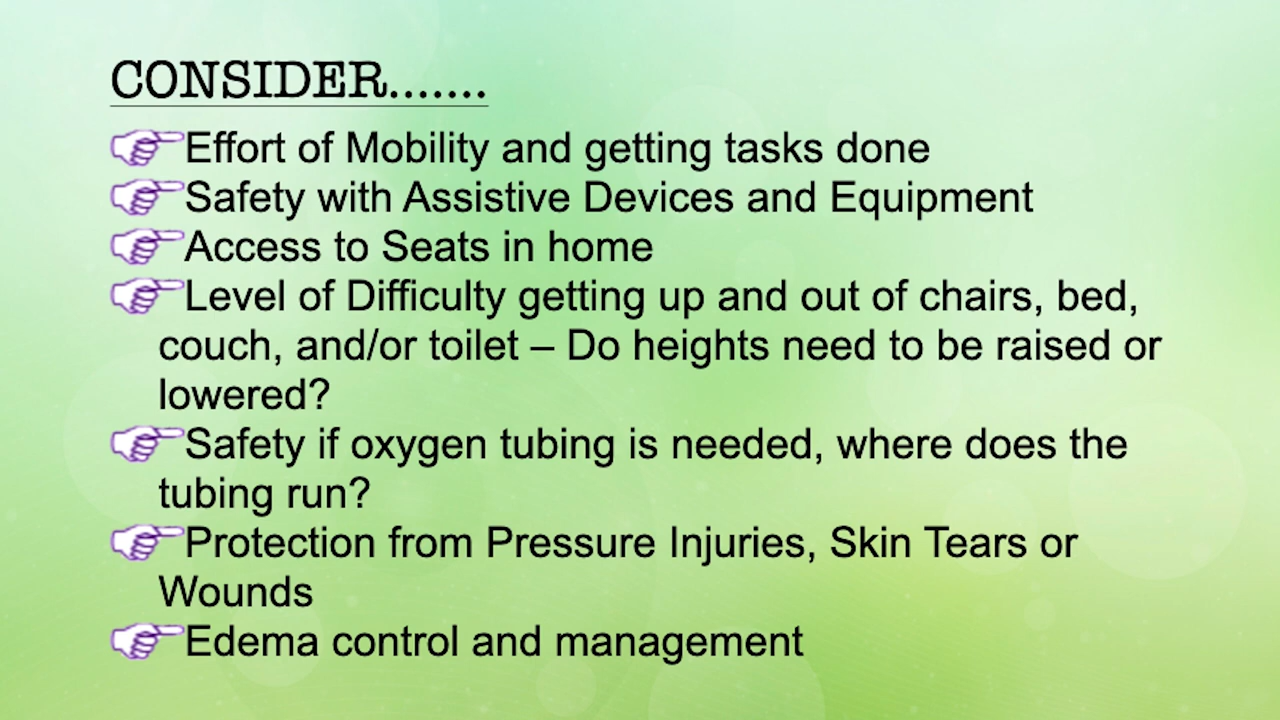 CONSIDER.......
Effort of Mobility and getting tasks done
Safety with Assistive Devices and Equipment
Access to Seats in home
Level of Difficulty getting up and out of chairs, bed,
couch, and/or toilet – Do heights need to be raised or
lowered?
Safety if oxygen tubing is needed, where does the
tubing run?
Protection from Pressure Injuries, Skin Tears or
Wounds
Edema control and management